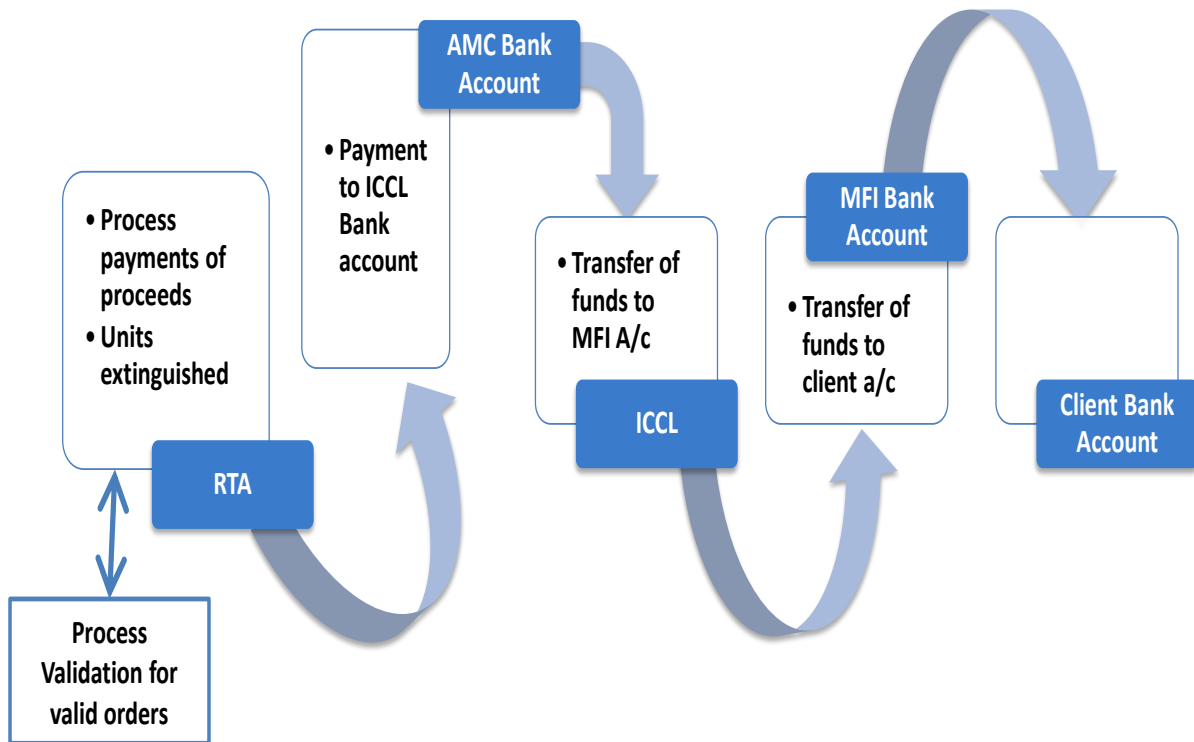 • Process
payments of
proceeds
• Units
extinguished
RTA
Process
Validation for
valid orders
AMC Bank
Account
• Payment
to ICCL
Bank
account
• Transfer of
funds to
MFI A/c
ICCL
MFI Bank
Account
• Transfer of
funds to
client a/c
Client Bank
Account